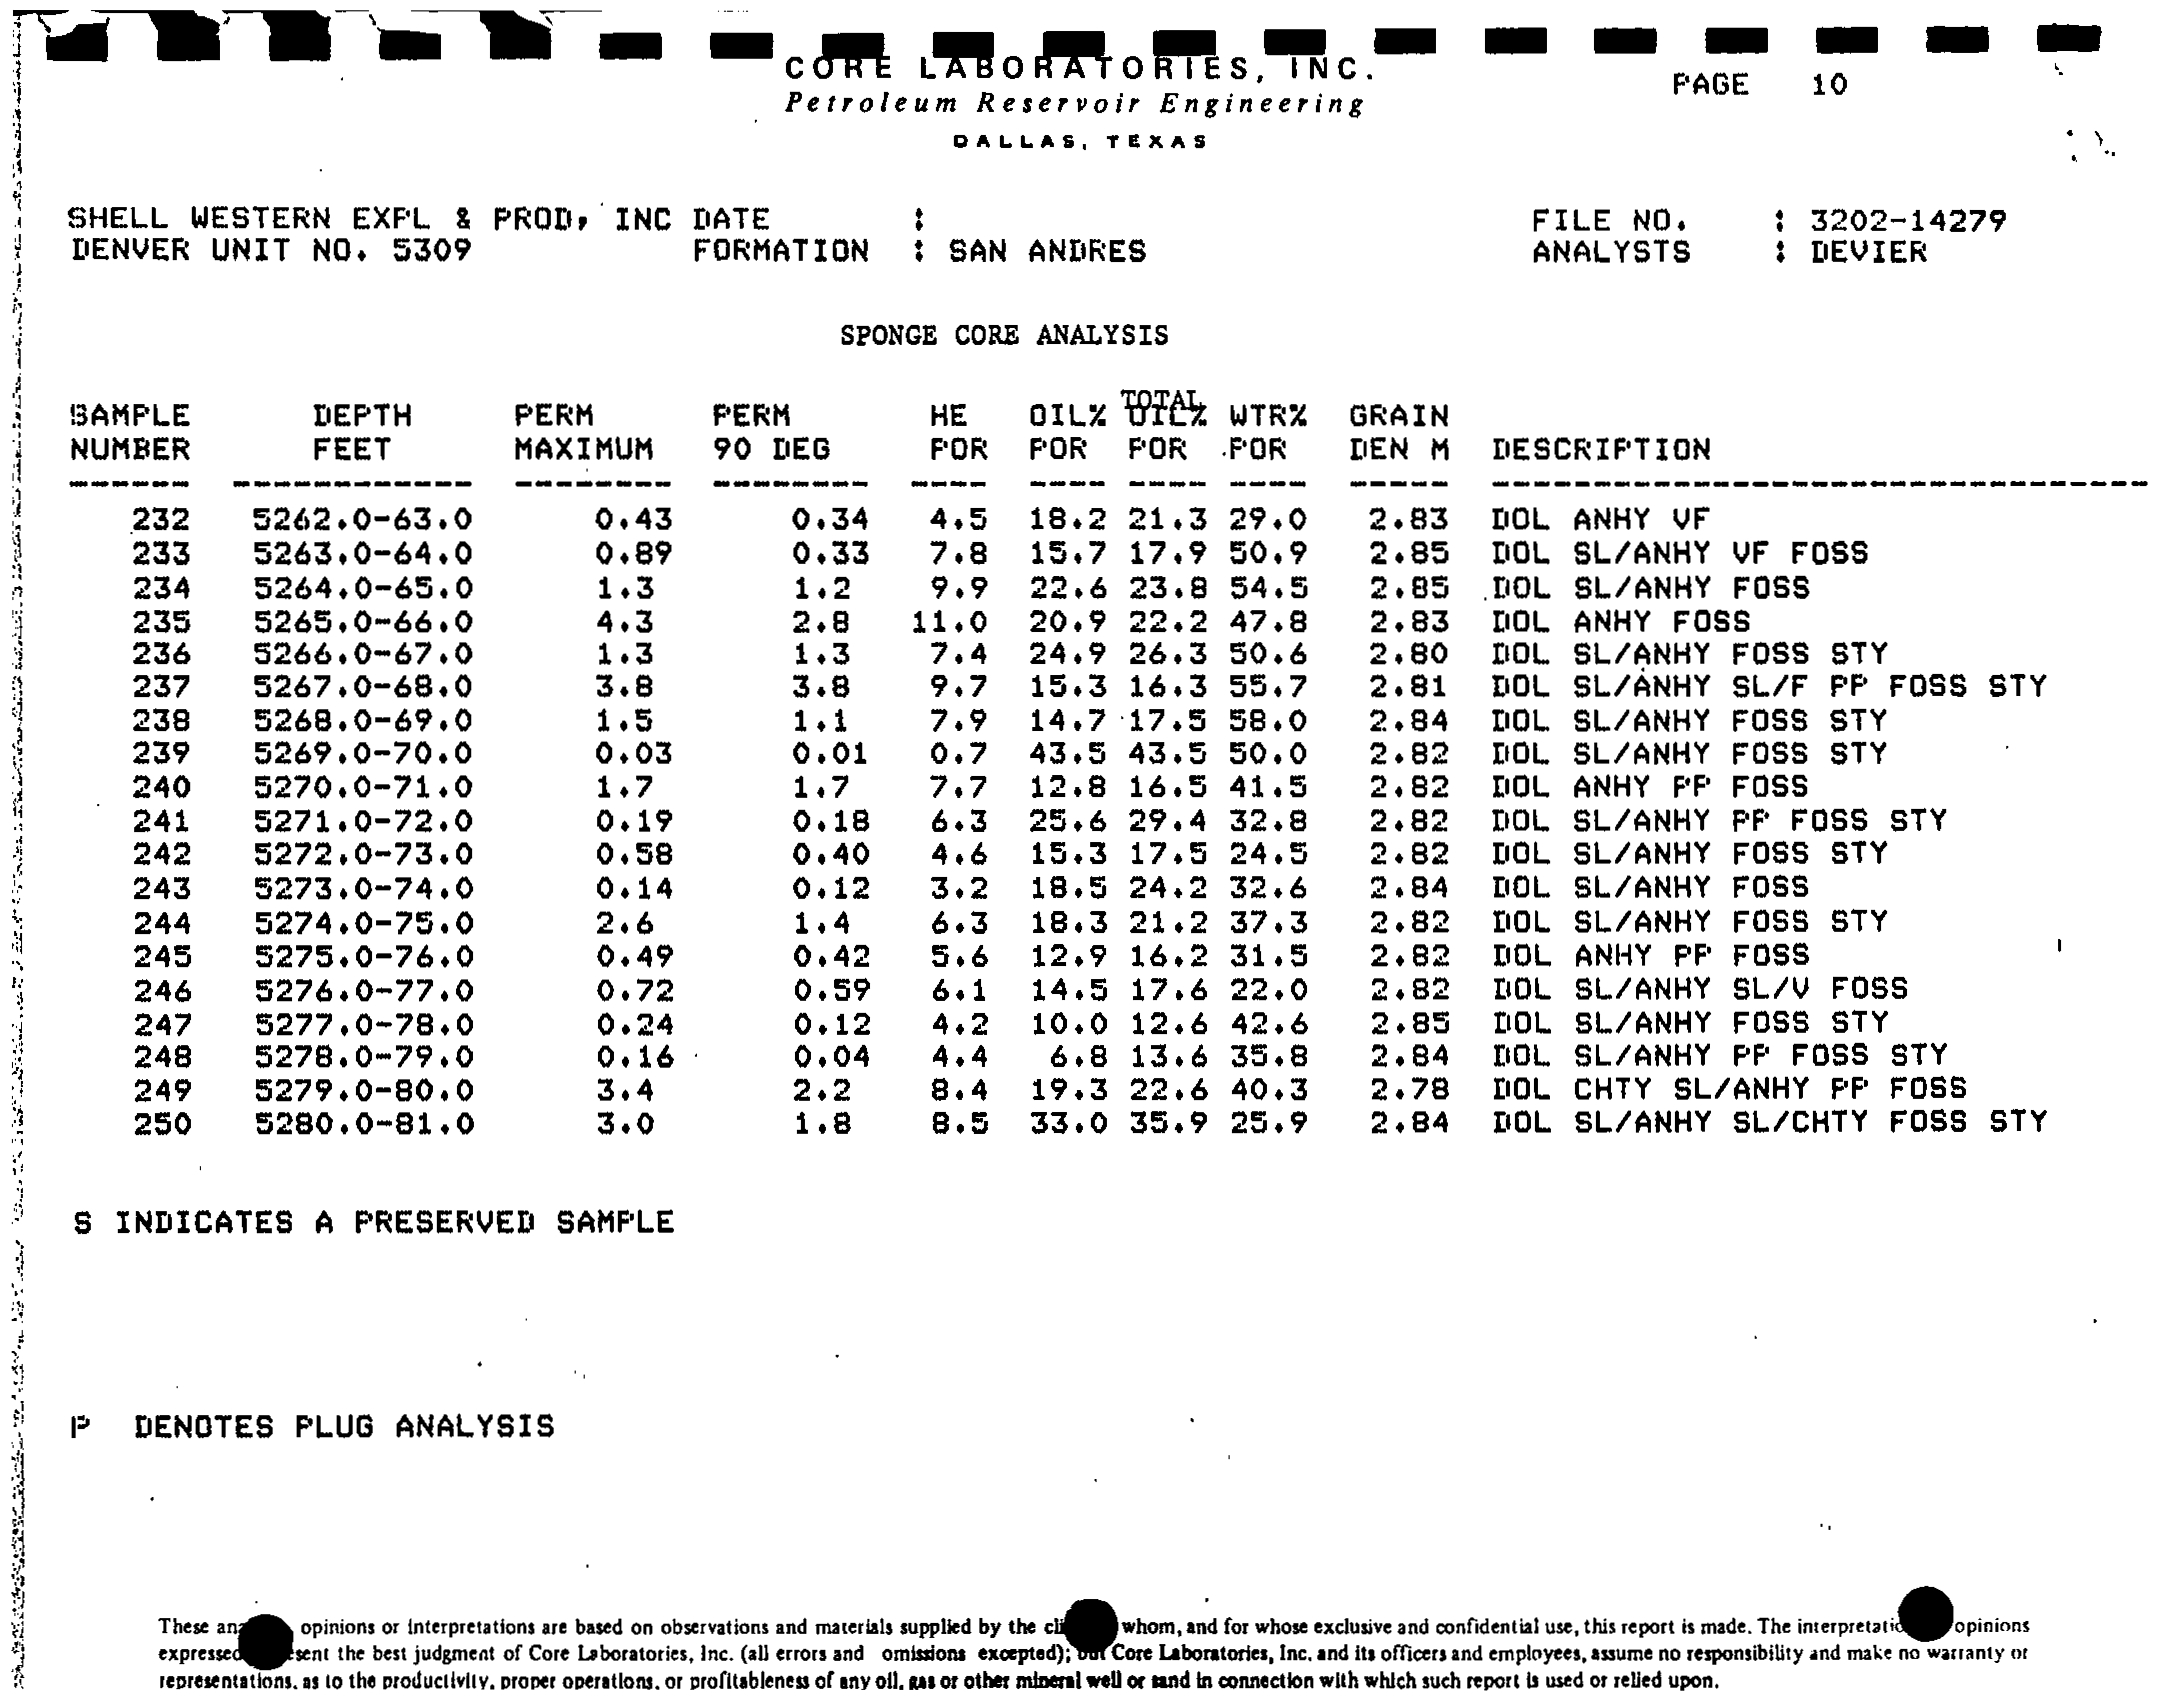 CORE LABORATORIES, INC.
PAGE 10
Petroleum Reservoir Engineering
DALLAS, TEXAS
SHELL WESTERN EXPL & PROD, INC DATE : FILE NO. : 3202-14279
DENVER UNIT NO. 5309 FORMATION : SAN ANDRES ANALYSTS : DEVIER
SPONGE CORE ANALYSIS
TOTAL
SAMPLE DEPTH PERM PERM HE OIL% OIL% WTR% GRAIN
NUMBER FEET MAXIMUM 90 DEG POR POR POR POR DEN M DESCRIPTION
232 5262.0-63.0 0.43 0.34 4.5 18.2 21.3 29.0 2.83 DOL ANHY VF
233 5263.0-64.0 0.89 0.33 7.8 15.7 17.9 50.9 2.85 DOL SL/ANHY VF FOSS
234 5264.0-65.0 1.3 1.2 9.9 22.6 23.8 54.5 2.85 DOL SL/ANHY FOSS
235 5265.0-66.0 4.3 2.8 11.0 20.9 22.2 47.8 2.83 DOL ANHY FOSS
236 5266.0-67.0 1.3 1.3 7.4 24.9 26.3 50.6 2.80 DOL SL/ANHY FOSS STY
237 5267.0-68.0 3.8 3.8 9.7 15.3 16.3 55.7 2.81 DOL SL/ANHY SL/F PP FOSS STY
238 5268.0-69.0 1.5 1.1 7.9 14.7 17.5 58.0 2.84 DOL SL/ANHY FOSS STY
239 5269.0-70.0 0.03 0.01 0.7 43.5 43.5 50.0 2.82 DOL SL/ANHY FOSS STY
240 5270.0-71.0 1.7 1.7 7.7 12.8 16.5 41.5 2.82 DOL ANHY PP FOSS
241 5271.0-72.0 0.19 0.18 6.3 25.6 29.4 32.8 2.82 DOL SL/ANHY PP FOSS STY
242 5272.0-73.0 0.58 0.40 4.6 15.3 17.5 24.5 2.82 DOL SL/ANHY FOSS STY
243 5273.0-74.0 0.14 0.12 3.2 18.5 24.2 32.6 2.84 DOL SL/ANHY FOSS
244 5274.0-75.0 2.6 1.4 6.3 18.3 21.2 37.3 2.82 DOL SL/ANHY FOSS STY
245 5275.0-76.0 0.49 0.42 5.6 12.9 16.2 31.5 2.82 DOL ANHY PP FOSS
246 5276.0-77.0 0.72 0.59 6.1 14.5 17.6 22.0 2.82 DOL SL/ANHY SL/V FOSS
247 5277.0-78.0 0.24 0.12 4.2 10.0 12.6 42.6 2.85 DOL SL/ANHY FOSS STY
248 5278.0-79.0 0.16 0.04 4.4 6.8 13.6 35.8 2.84 DOL SL/ANHY PP FOSS STY
249 5279.0-80.0 3.4 2.2 8.4 19.3 22.6 40.3 2.78 DOL CHTY SL/ANHY PP FOSS
250 5280.0-81.0 3.0 1.8 8.5 33.0 35.9 25.9 2.84 DOL SL/ANHY SL/CHTY FOSS STY
S INDICATES A PRESERVED SAMPLE
P DENOTES PLUG ANALYSIS
These opinions or interpretations are based on observations and materials supplied by the whom, and for whose exclusive and confidential use, this report is made. The opinions
the best judgment of Core Laboratories, Inc. (all errors and omissions excepted); but Core Laboratories, Inc. and its officers and employees, assume no responsibility and make no warranty or
representations, as to the productivity, proper operations, or profitableness of any oil, gas or other mineral well or sand in connection with which such report is used or relied upon.